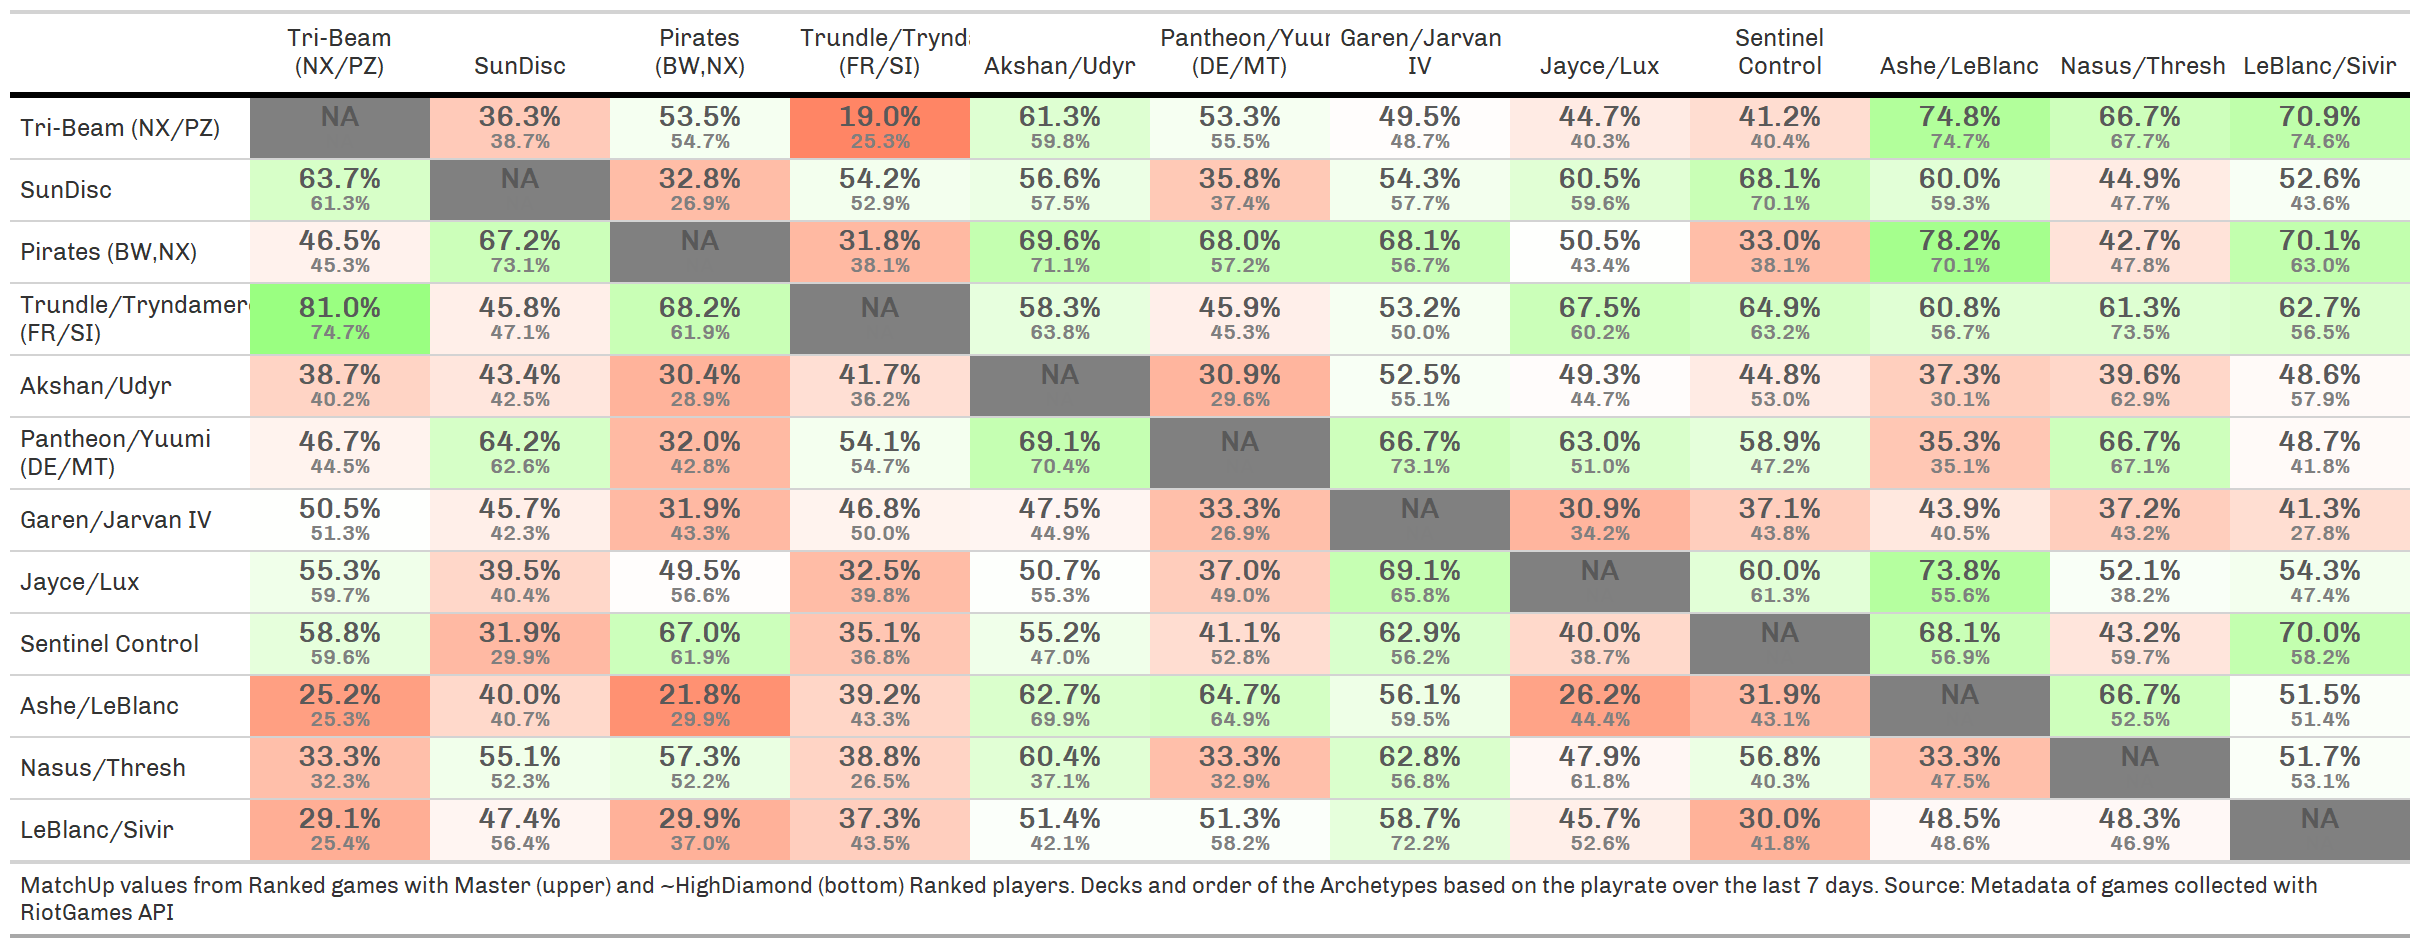 Tri-Beam (NX/PZ) SunDisc Pirates (BW,NX) Trundle/Trynd (FR/SI) Akshan/Udyr Pantheon/Yuur (DE/MT) Garen/Jarvan IV Jayce/Lux Sentinel Control Ashe/LeBlanc Nasus/Thresh LeBlanc/Sivir
Tri-Beam (NX/PZ) NA 36.3% 53.5% 19.0% 61.3% 53.3% 49.5% 44.7% 41.2% 74.8% 66.7% 70.9%
38.7% 54.7% 25.3% 59.8% 55.5% 48.7% 40.3% 40.4% 74.7% 67.7% 74.6%
SunDisc 63.7% NA 32.8% 54.2% 56.6% 35.8% 54.3% 60.5% 68.1% 60.0% 44.9% 52.6%
61.3% 26.9% 52.9% 57.5% 37.4% 57.7% 59.6% 70.1% 59.3% 47.7% 43.6%
Pirates (BW,NX) 46.5% 67.2% NA 31.8% 69.6% 68.0% 68.1% 50.5% 33.0% 78.2% 42.7% 70.1%
45.3% 73.1% 38.1% 71.1% 57.2% 56.7% 43.4% 38.1% 70.1% 47.8% 63.0%
Trundle/Tryndamer 81.0% 45.8% 68.2% NA 58.3% 45.9% 53.2% 67.5% 64.9% 60.8% 61.3% 62.7%
(FR/SI) 74.7% 47.1% 61.9% 63.8% 45.3% 50.0% 60.2% 63.2% 56.7% 73.5% 56.5%
Akshan/Udyr 38.7% 43.4% 30.4% 41.7% NA 30.9% 52.5% 49.3% 44.8% 37.3% 39.6% 48.6%
40.2% 42.5% 28.9% 36.2% 29.6% 55.1% 44.7% 53.0% 30.1% 62.9% 57.9%
Pantheon/Yuumi 46.7% 64.2% 32.0% 54.1% 69.1% NA 66.7% 63.0% 58.9% 35.3% 66.7% 48.7%
(DE/MT) 44.5% 62.6% 42.8% 54.7% 70.4% 73.1% 51.0% 47.2% 35.1% 67.1% 41.8%
Garen/Jarvan IV 50.5% 45.7% 31.9% 46.8% 47.5% 33.3% NA 30.9% 37.1% 43.9% 37.2% 41.3%
51.3% 42.3% 43.3% 50.0% 44.9% 26.9% 34.2% 43.8% 40.5% 43.2% 27.8%
Jayce/Lux 55.3% 39.5% 49.5% 32.5% 50.7% 37.0% 69.1% NA 60.0% 73.8% 52.1% 54.3%
59.7% 40.4% 56.6% 39.8% 55.3% 49.0% 65.8% 61.3% 55.6% 38.2% 47.4%
Sentinel Control 58.8% 31.9% 67.0% 35.1% 55.2% 41.1% 62.9% 40.0% NA 68.1% 43.2% 70.0%
59.6% 29.9% 61.9% 36.8% 47.0% 52.8% 56.2% 38.7% 56.9% 59.7% 58.2%
Ashe/LeBlanc 25.2% 40.0% 21.8% 39.2% 62.7% 64.7% 56.1% 26.2% 31.9% NA 66.7% 51.5%
25.3% 40.7% 29.9% 43.3% 69.9% 64.9% 59.5% 44.4% 43.1% 52.5% 51.4%
Nasus/Thresh 33.3% 55.1% 57.3% 38.8% 60.4% 33.3% 62.8% 47.9% 56.8% 33.3% NA 51.7%
32.3% 52.3% 52.2% 26.5% 37.1% 32.9% 56.8% 61.8% 40.3% 47.5% 53.1%
LeBlanc/Sivir 29.1% 47.4% 29.9% 37.3% 51.4% 51.3% 58.7% 45.7% 30.0% 48.5% 48.3% NA
25.4% 56.4% 37.0% 43.5% 42.1% 58.2% 72.2% 52.6% 41.8% 48.6% 46.9%
MatchUp values from Ranked games with Master (upper) and ~HighDiamond (bottom) Ranked players. Decks and order of the Archetypes based on the playrate over the last 7 days. Source: Metadata of games collected with
RiotGames API